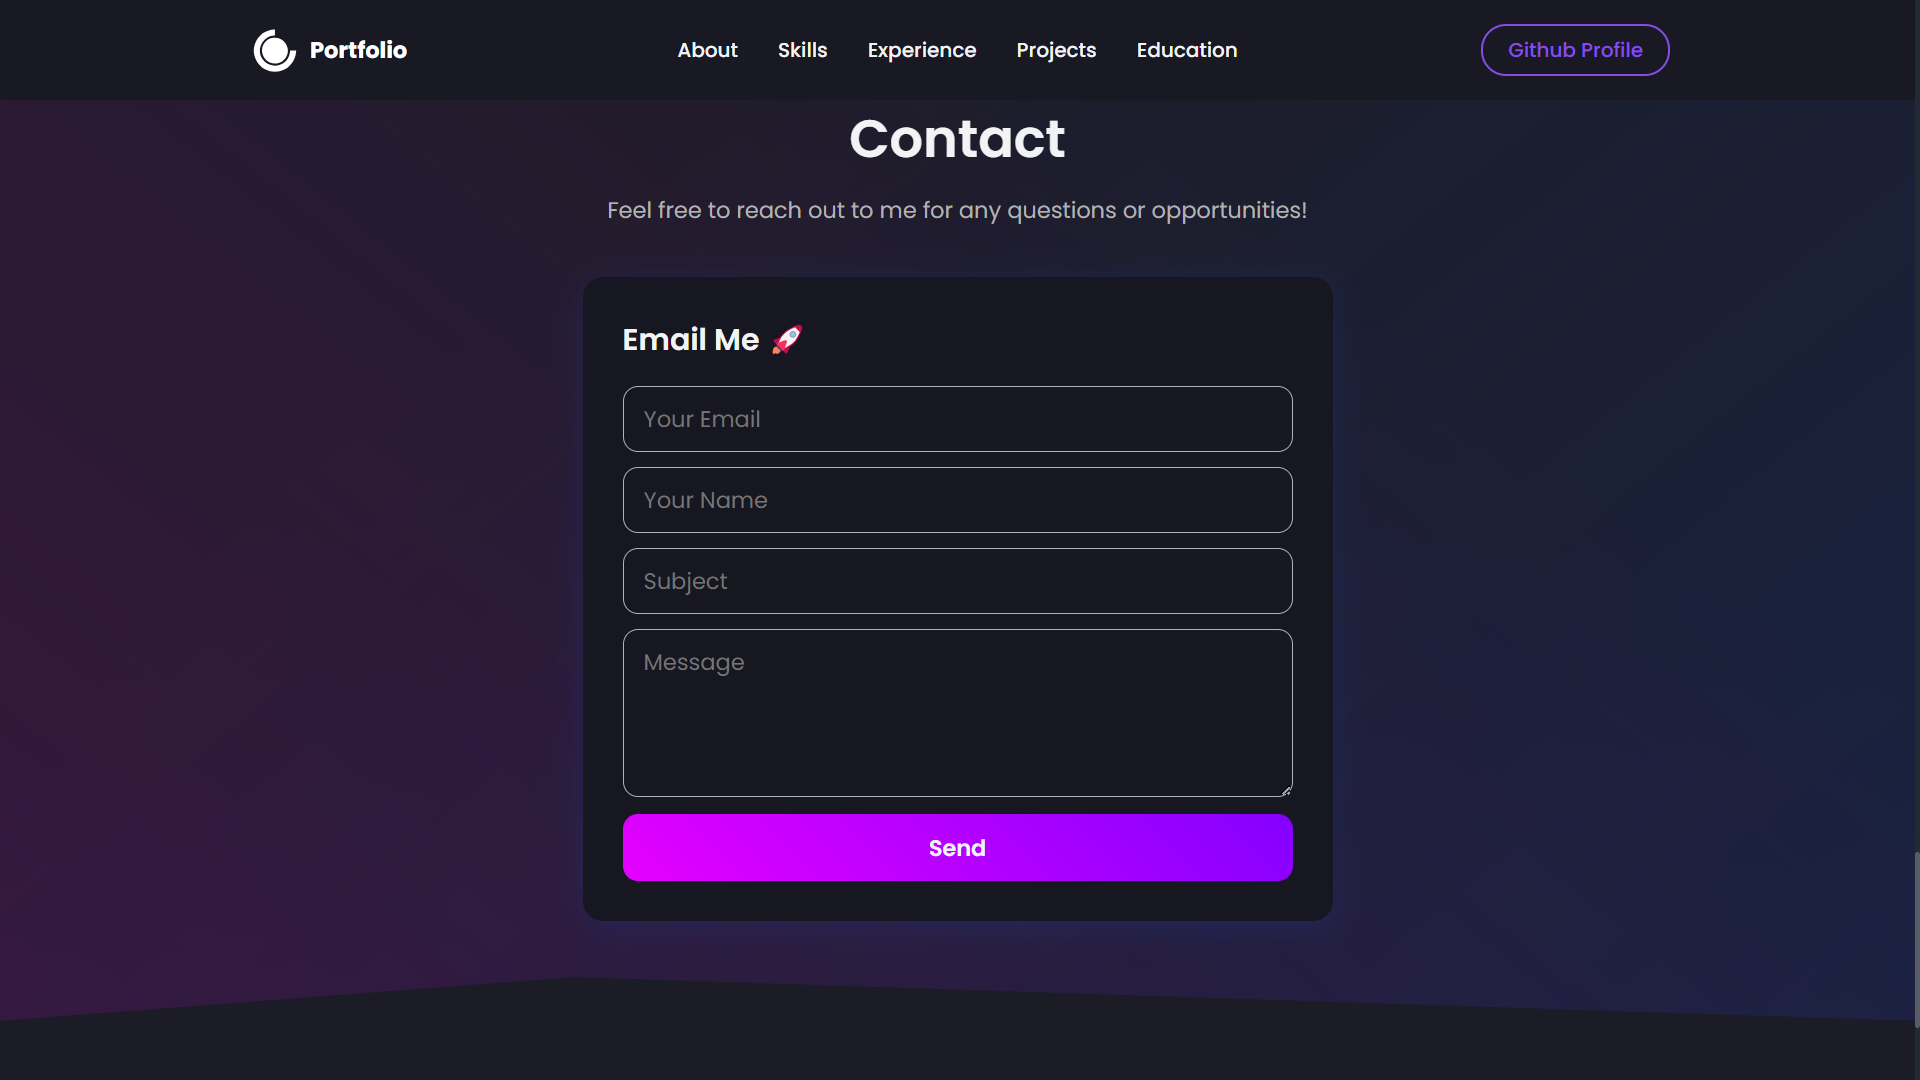 Portfolio
About
Skills
Experience
Projects
Education
Github Profile
Contact
Feel free to reach out to me for any questions or opportunities!
Email Me 🚀
Your Email
Your Name
Subject
Message
Send